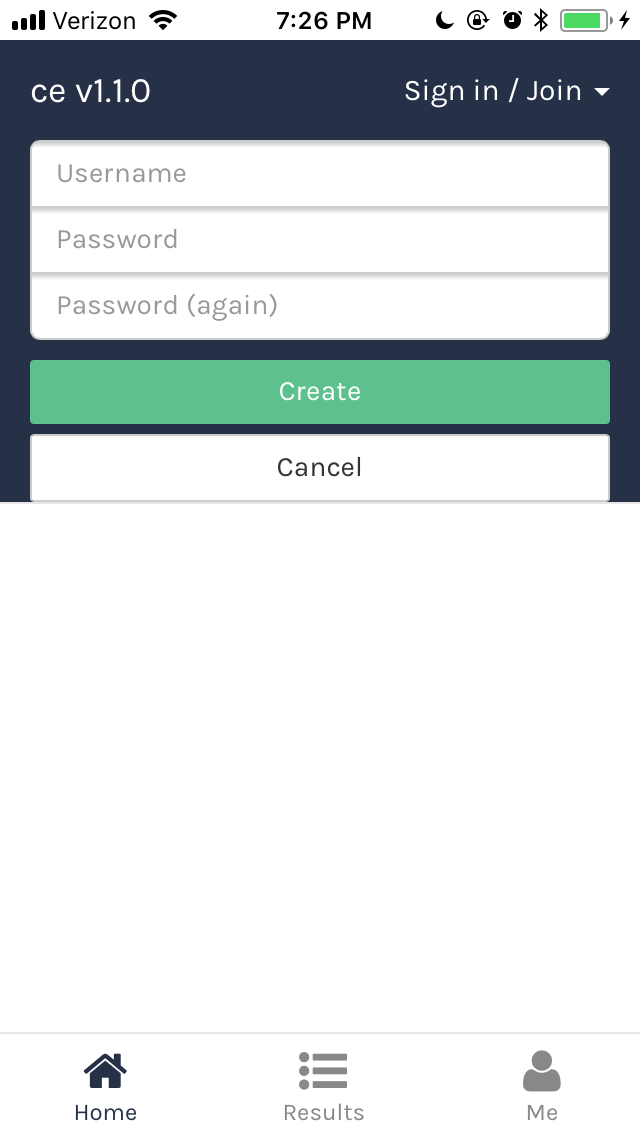 Verizon 7:26 PM
ce v1.1.0 Sign in / Join
Username
Password
Password (again)
Create
Cancel
Home Results Me